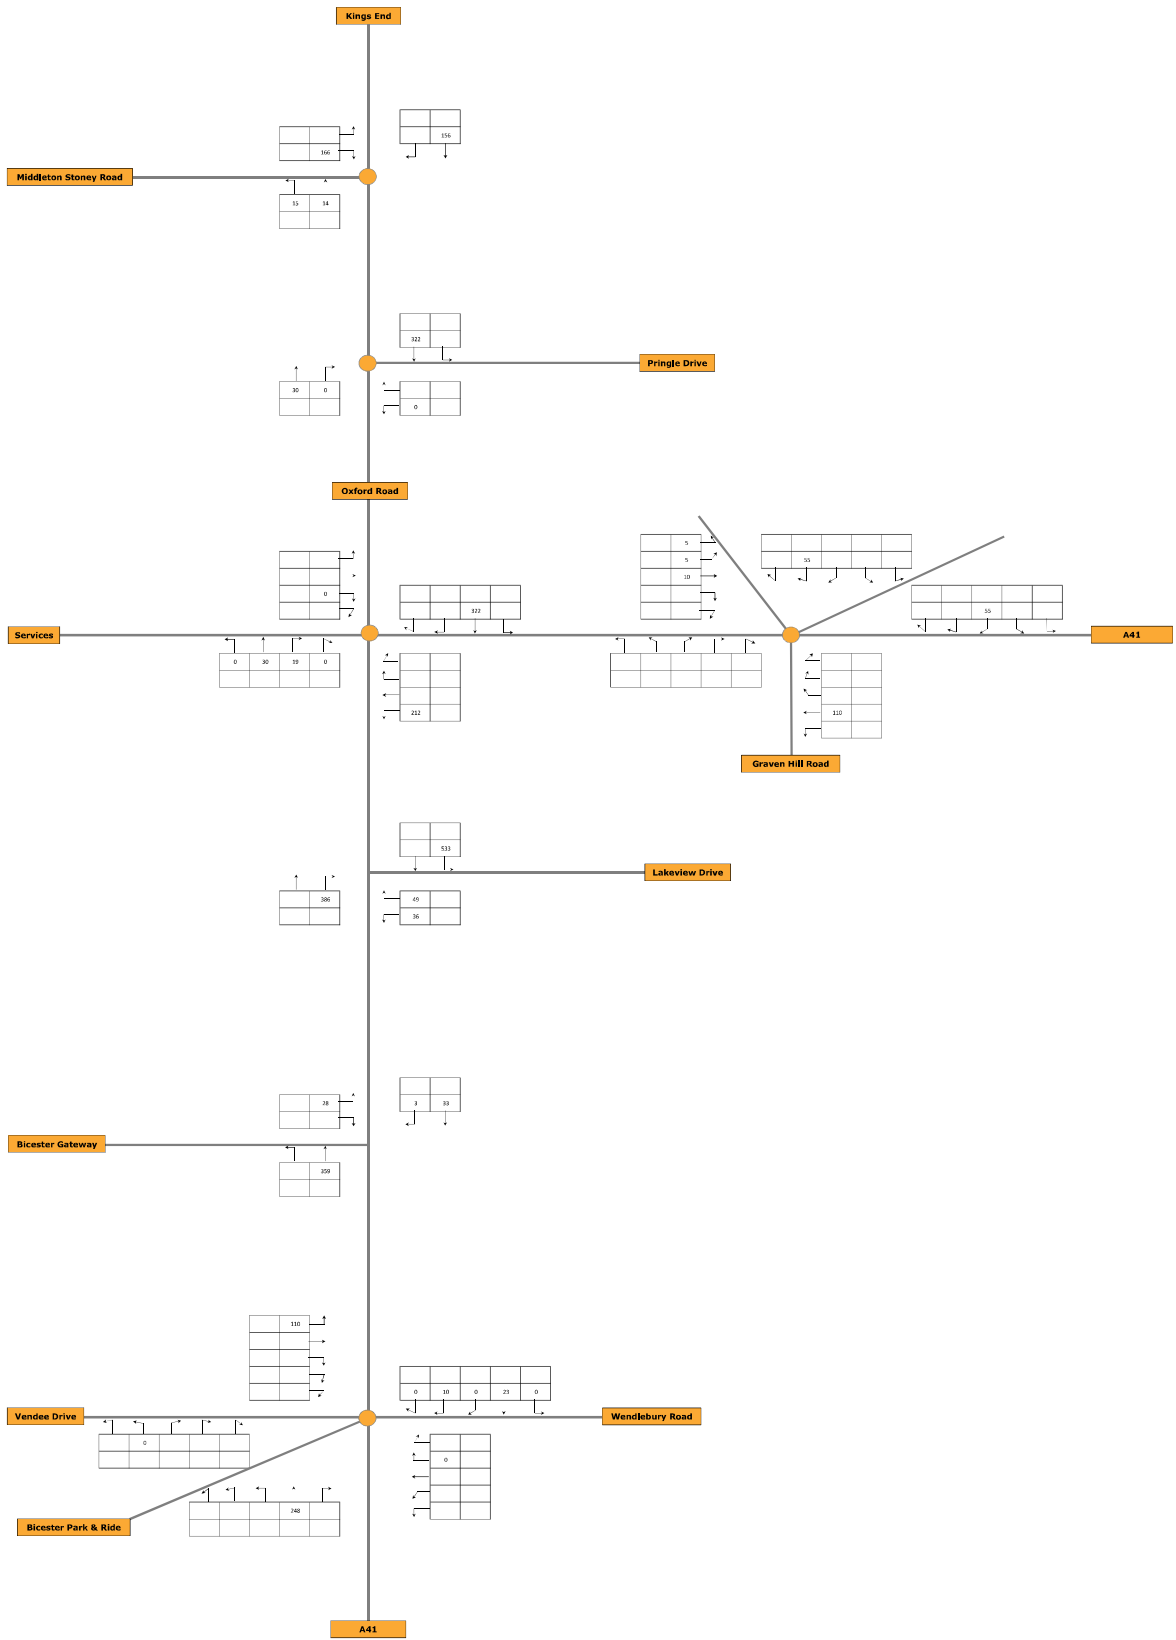 Kings End
156
166
Middleton Stoney Road
15 14
322
Pringle Drive
30 0
0
Oxford Road
5
5 55
10
0
322 55
Services
A41
0 30 19 0
212 110
Graven Hill Road
533
Lakeview Drive
386 49
36
28
3 33
Bicester Gateway
359
110
0 10 0 23 0
Vendee Drive
Wendlebury Road
0
0
248
Bicester Park & Ride
A41